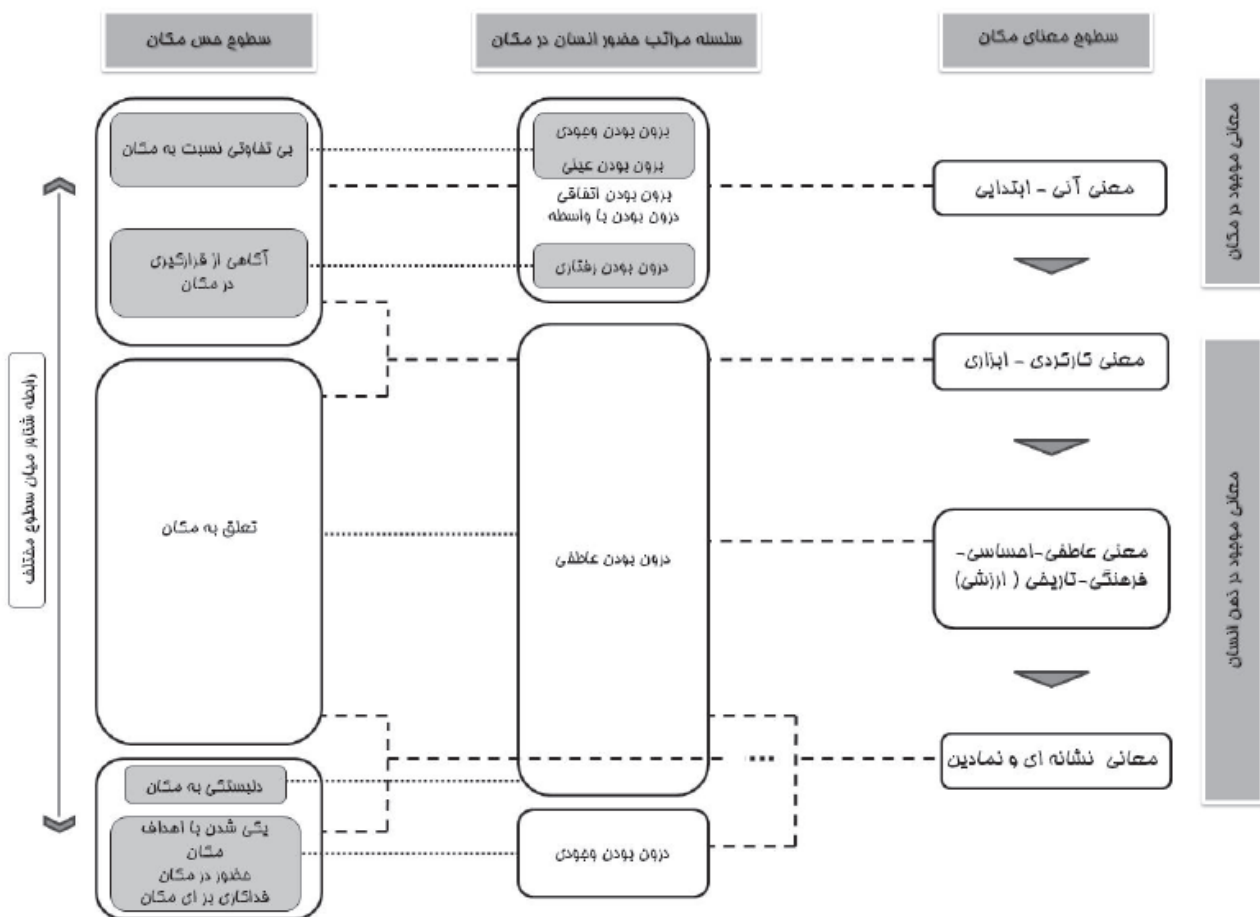 سطوح معنای مکان
سلسله مراتب حضور انسان در مکان
سطوح حس مکان
معانی موجود در مکان
معنی آنی - ابتدایی
معنی کارکردی - ابزاری
معنی عاطفی-احساسی-
فرهنگی-تاریخی ( ارزشی)
معانی نشانه ای و نمادین
معانی موجود در ذهن انسان
برون بودن وجودی
برون بودن عینی
برون بودن اتفاقی
درون بودن با واسطه
درون بودن رفتاری
درون بودن عاطفی
...
درون بودن وجودی
بی تفاوتی نسبت به مکان
آگاهی از قرارگیری
در مکان
تعلق به مکان
دلبستگی به مکان
یکی شدن با اهداف
مکان
حضور در مکان
فداکاری بر ای مکان
رابطه شناور میان سطوح مختلف